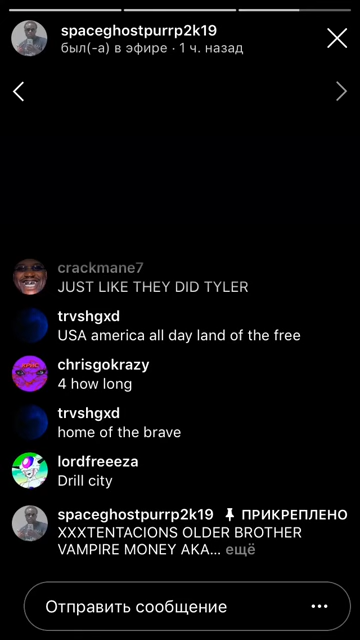 spaceghostpurrp2k19
был(-а) в эфире · 1 ч. назад
crackmane7
JUST LIKE THEY DID TYLER
trvshgxd
USA america all day land of the free
chrisgokrazy
4 how long
trvshgxd
home of the brave
lordfreeeza
Drill city
spaceghostpurrp2k19 ПРИКРЕПЛЕНО
XXXTENTACIONS OLDER BROTHER
VAMPIRE MONEY AKA... ещё
Отправить сообщение